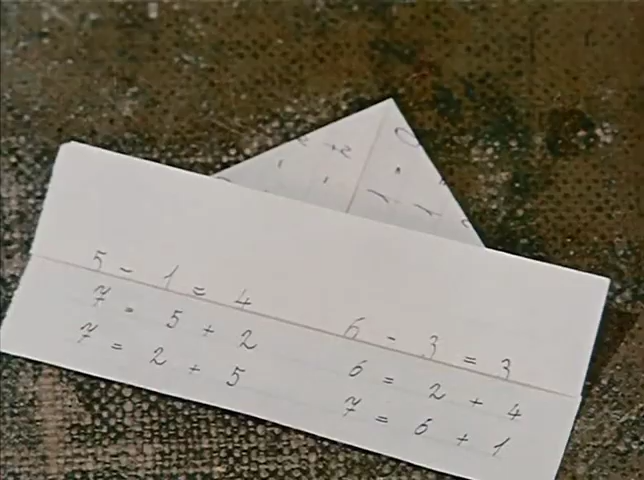 5 - 1 = 4
7 = 5 + 2
7 = 2 + 5
6 - 3 = 3
6 = 2 + 4
7 = 6 + 1